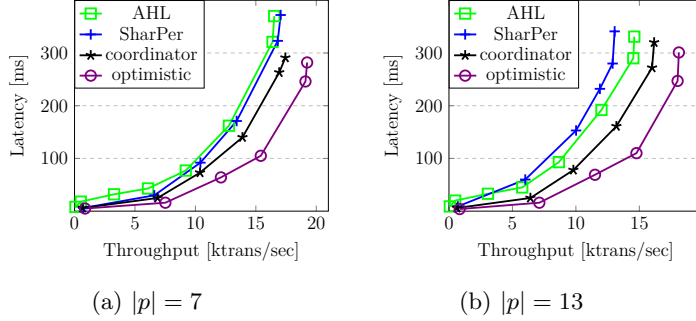 AHL
SharPer
coordinator
optimistic
300
200
100
Latency [ms]
0 5 10 15 20
Throughput [ktrans/sec]
(a) |p| = 7
AHL
SharPer
coordinator
optimistic
300
200
100
Latency [ms]
0 5 10 15
Throughput [ktrans/sec]
(b) |p| = 13